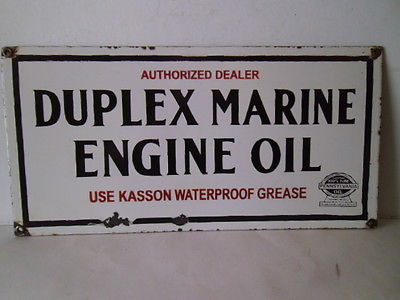 AUTHORIZED DEALER
DUPLEX MARINE
ENGINE OIL
USE KASSON WATERPROOF GREASE
PENNSYLVANIA